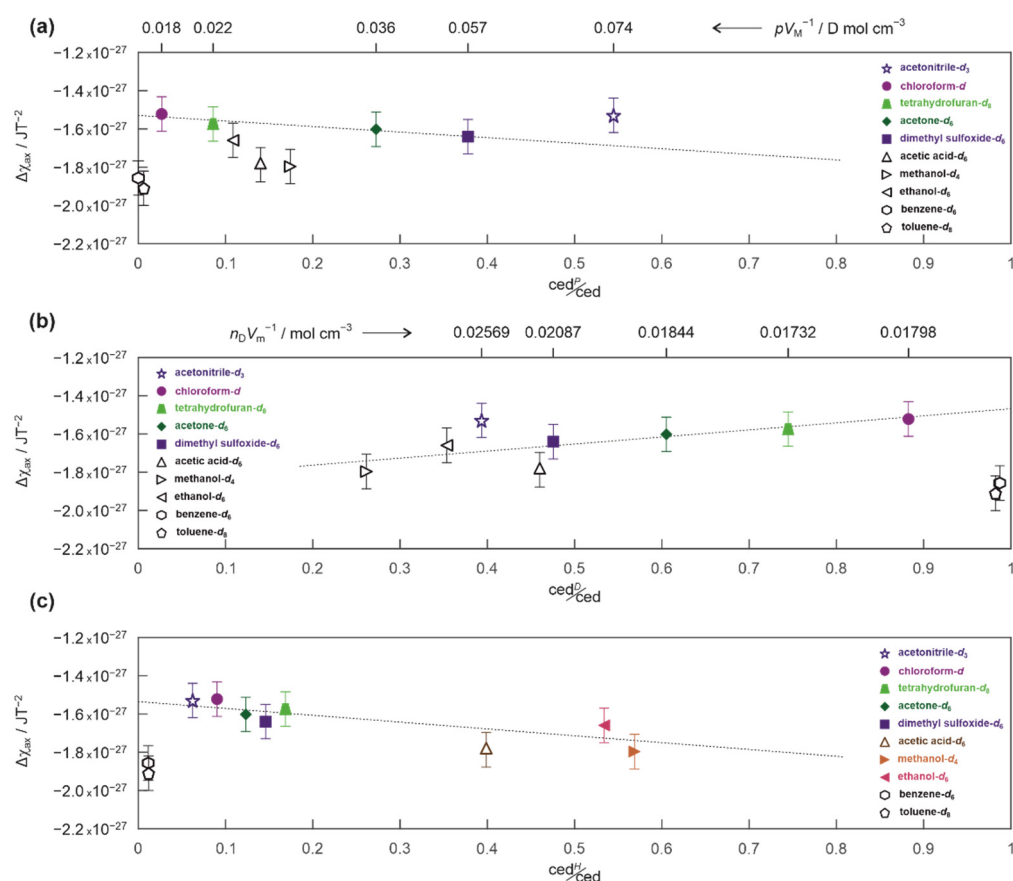 (a)
0.018 0.022 0.036 0.057 0.074 ← pV_M⁻¹ / D mol cm⁻³
−1.2x10⁻²⁷
−1.4x10⁻²⁷
−1.6x10⁻²⁷
−1.8x10⁻²⁷
−2.0x10⁻²⁷
−2.2x10⁻²⁷
Δχ_ax / JT⁻²
acetonitrile-d₃
chloroform-d
tetrahydrofuran-d₈
acetone-d₆
dimethyl sulfoxide-d₆
acetic acid-d₆
methanol-d₄
ethanol-d₆
benzene-d₆
toluene-d₈
0 0.1 0.2 0.3 0.4 0.5 0.6 0.7 0.8 0.9 1
cedᴾ/ced
(b)
n_D V_m⁻¹ / mol cm⁻³ → 0.02569 0.02087 0.01844 0.01732 0.01798
−1.2x10⁻²⁷
−1.4x10⁻²⁷
−1.6x10⁻²⁷
−1.8x10⁻²⁷
−2.0x10⁻²⁷
−2.2x10⁻²⁷
Δχ_ax / JT⁻²
acetonitrile-d₃
chloroform-d
tetrahydrofuran-d₈
acetone-d₆
dimethyl sulfoxide-d₆
acetic acid-d₆
methanol-d₄
ethanol-d₆
benzene-d₆
toluene-d₈
0 0.1 0.2 0.3 0.4 0.5 0.6 0.7 0.8 0.9 1
cedᴰ/ced
(c)
−1.2x10⁻²⁷
−1.4x10⁻²⁷
−1.6x10⁻²⁷
−1.8x10⁻²⁷
−2.0x10⁻²⁷
−2.2x10⁻²⁷
Δχ_ax / JT⁻²
acetonitrile-d₃
chloroform-d
tetrahydrofuran-d₈
acetone-d₆
dimethyl sulfoxide-d₆
acetic acid-d₆
methanol-d₄
ethanol-d₆
benzene-d₆
toluene-d₈
0 0.1 0.2 0.3 0.4 0.5 0.6 0.7 0.8 0.9 1
cedᴴ/ced